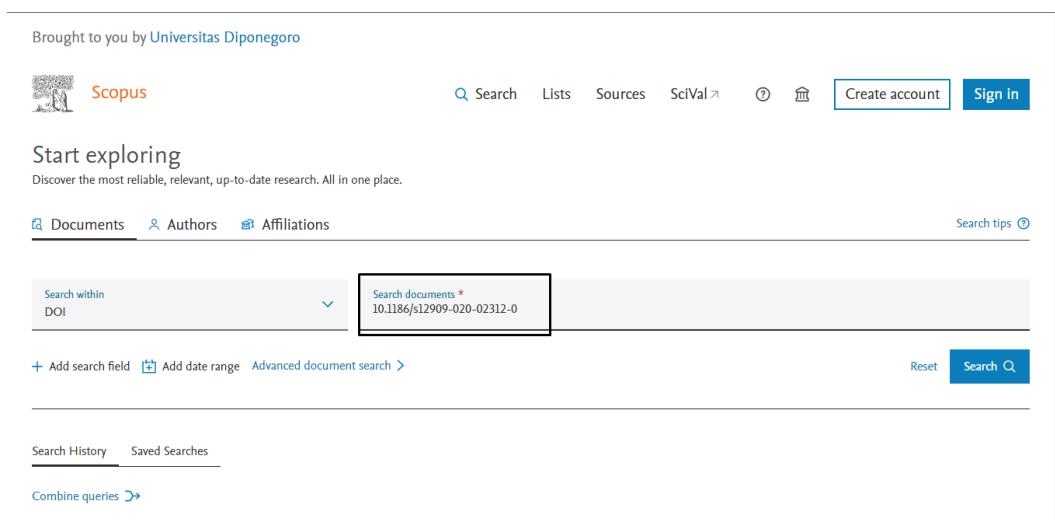 Brought to you by Universitas Diponegoro
Scopus
Search Lists Sources SciVal Create account Sign in
Start exploring
Discover the most reliable, relevant, up-to-date research. All in one place.
Documents Authors Affiliations Search tips
Search within
DOI
Search documents *
10.1186/s12909-020-02312-0
+ Add search field Add date range Advanced document search Reset Search
Search History Saved Searches
Combine queries